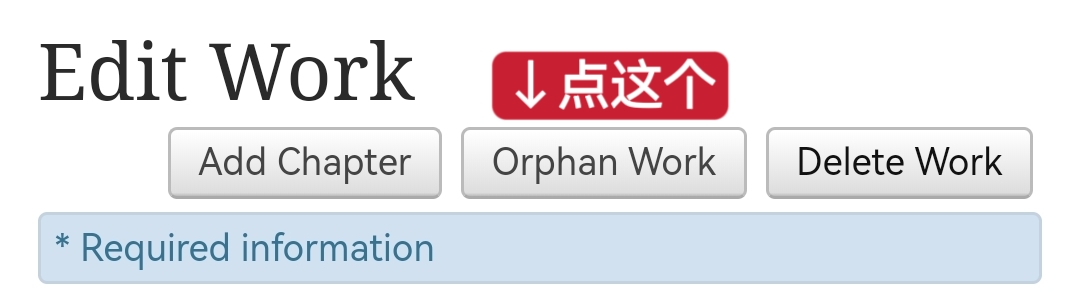 Edit Work
↓点这个
Add Chapter
Orphan Work
Delete Work
* Required information